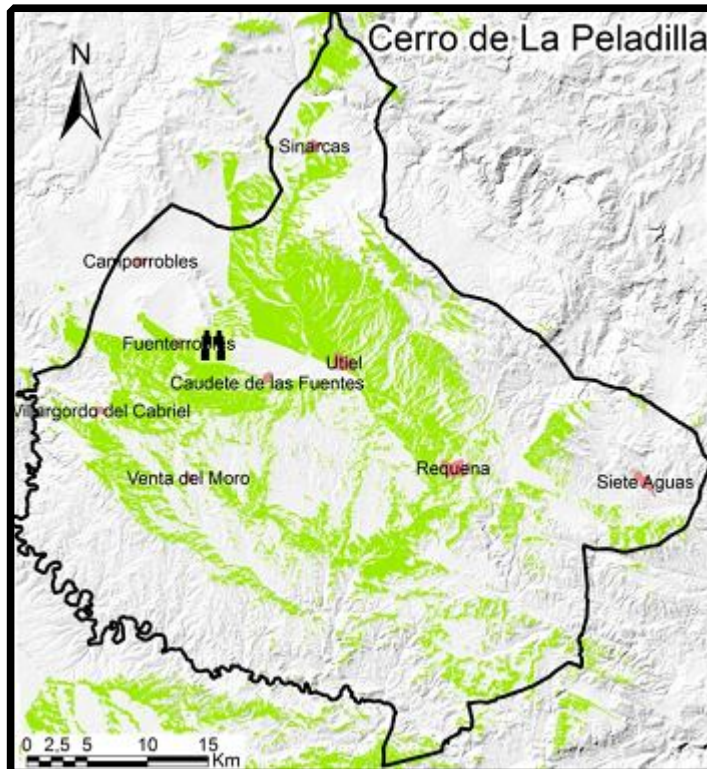 Cerro de La Peladilla
N
Sinarcas
Camporrobles
Fuenterrobles
Utiel
Caudete de las Fuentes
Villargordo del Cabriel
Requena
Venta del Moro
Siete Aguas
0 2,5 5 10 15
Km